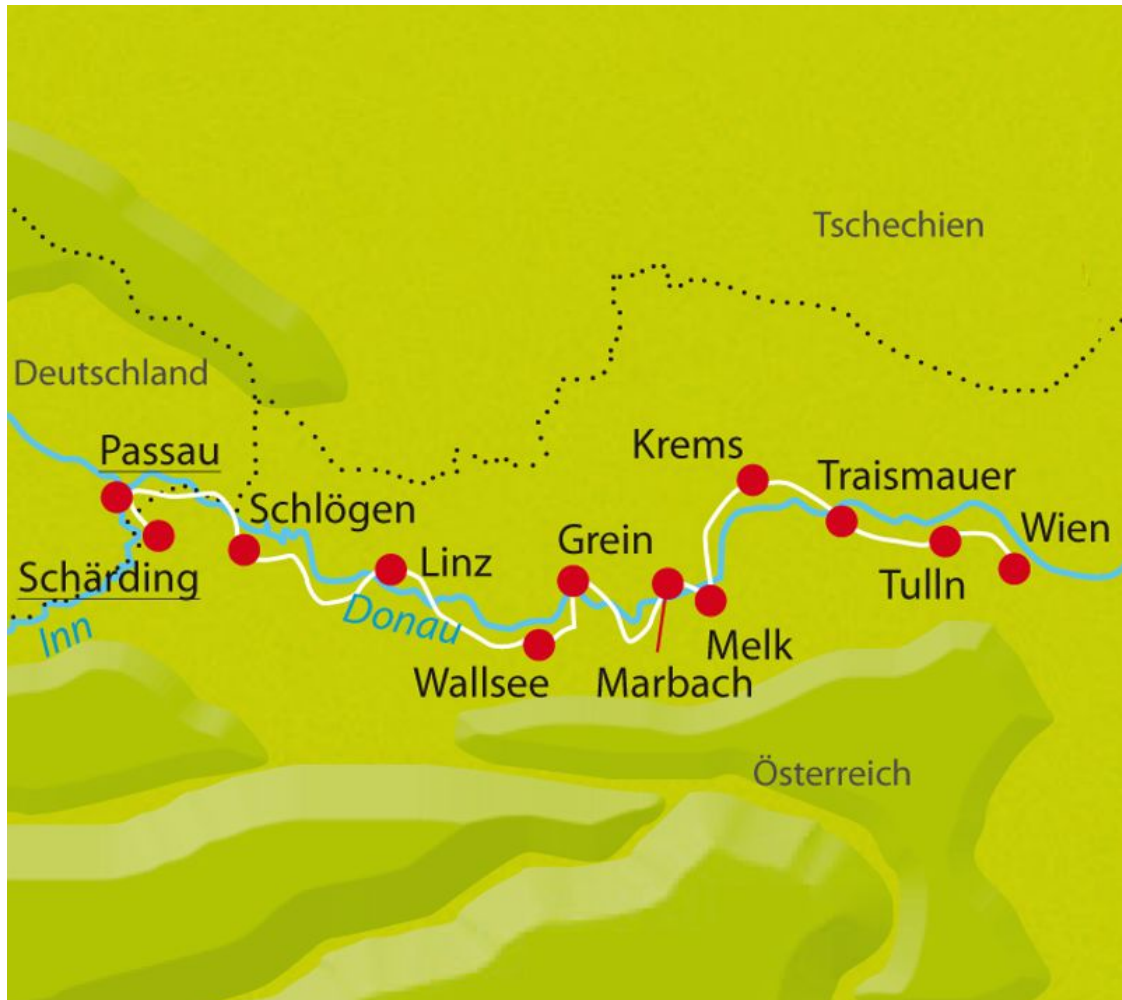 Tschechien
Deutschland
Passau
Krems
Traismauer
Schlögen
Wien
Grein
Linz
Schärding
Tulln
Donau
Inn
Melk
Wallsee
Marbach
Österreich